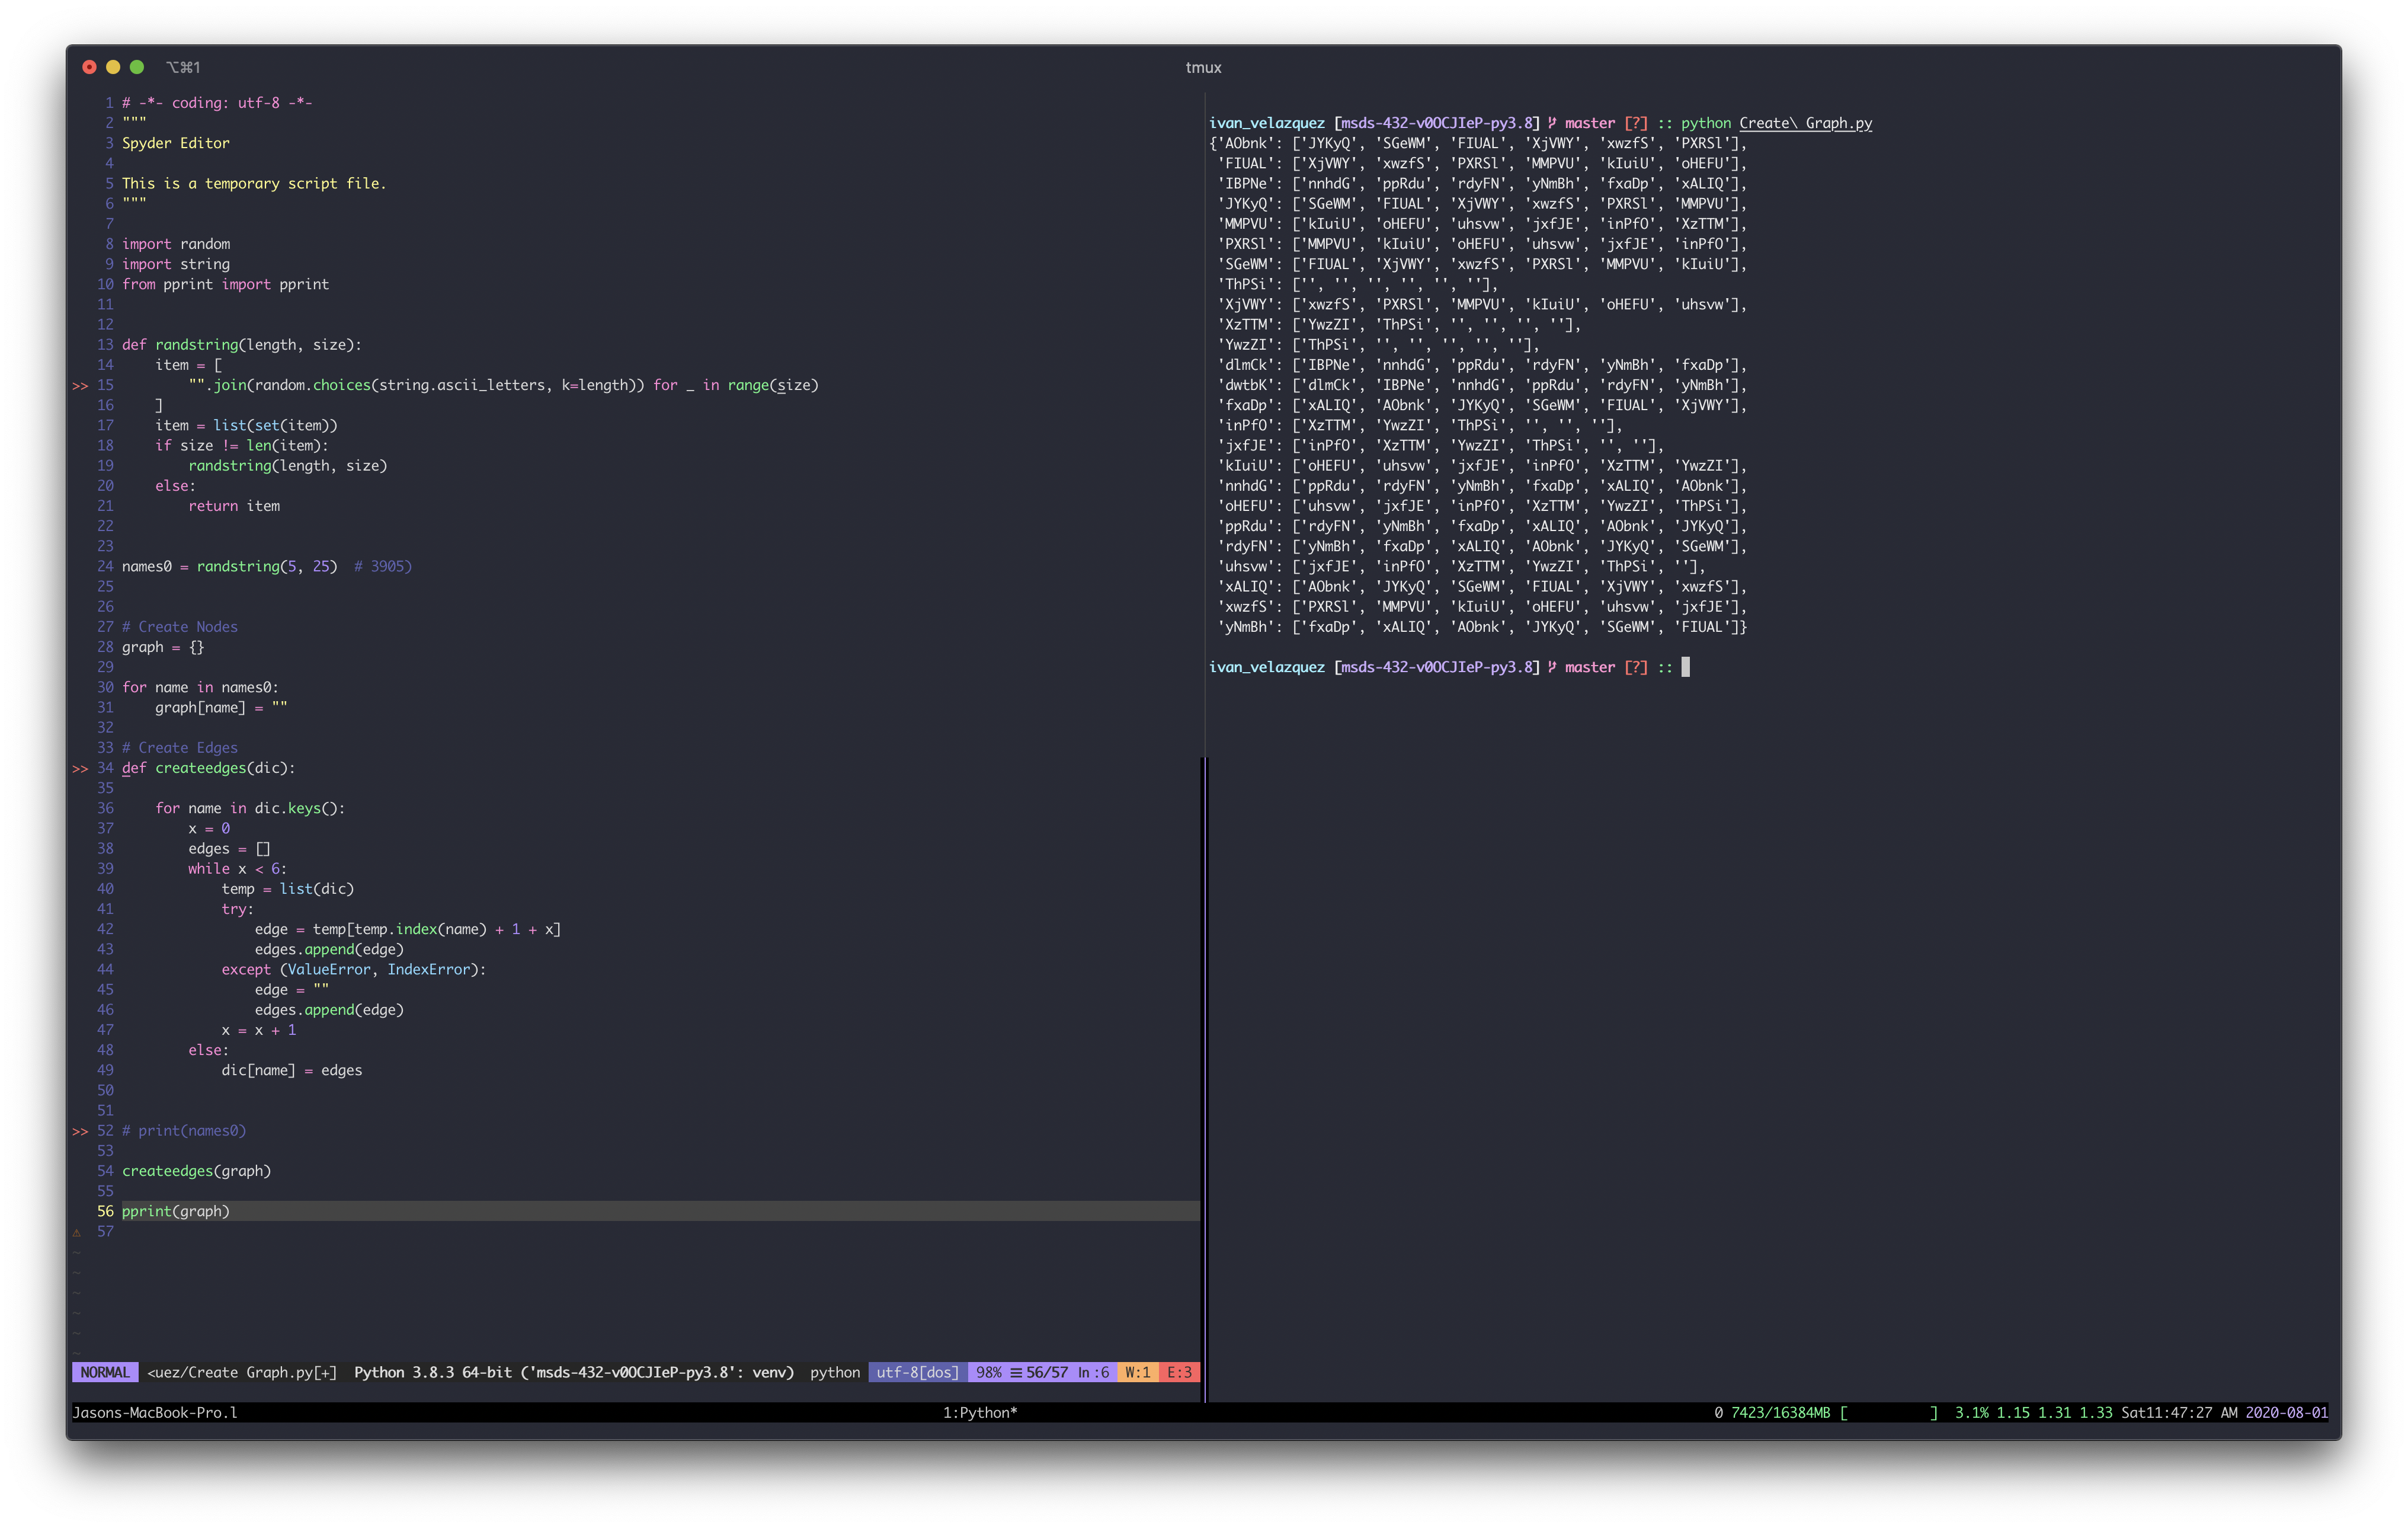 ⌥⌘1
tmux
1 # -*- coding: utf-8 -*-
2 """
3 Spyder Editor
4
5 This is a temporary script file.
6 """
7
8 import random
9 import string
10 from pprint import pprint
11
12
13 def randstring(length, size):
14     item = [
>> 15         "".join(random.choices(string.ascii_letters, k=length)) for _ in range(size)
16     ]
17     item = list(set(item))
18     if size != len(item):
19         randstring(length, size)
20     else:
21         return item
22
23
24 names0 = randstring(5, 25)  # 3905)
25
26
27 # Create Nodes
28 graph = {}
29
30 for name in names0:
31     graph[name] = ""
32
33 # Create Edges
>> 34 def createedges(dic):
35
36     for name in dic.keys():
37         x = 0
38         edges = []
39         while x < 6:
40             temp = list(dic)
41             try:
42                 edge = temp[temp.index(name) + 1 + x]
43                 edges.append(edge)
44             except (ValueError, IndexError):
45                 edge = ""
46                 edges.append(edge)
47             x = x + 1
48         else:
49             dic[name] = edges
50
51
>> 52 # print(names0)
53
54 createedges(graph)
55
56 pprint(graph)
⚠ 57
~
~
~
~
~
~
NORMAL <uez/Create Graph.py[+] Python 3.8.3 64-bit ('msds-432-v0OCJIeP-py3.8': venv) python utf-8[dos] 98% ☰ 56/57 ㏑ :6 W:1 E:3
ivan_velazquez [msds-432-v0OCJIeP-py3.8] master [?] :: python Create\ Graph.py
{'AObnk': ['JYKyQ', 'SGeWM', 'FIUAL', 'XjVWY', 'xwzfS', 'PXRSl'],
 'FIUAL': ['XjVWY', 'xwzfS', 'PXRSl', 'MMPVU', 'kIuiU', 'oHEFU'],
 'IBPNe': ['nnhdG', 'ppRdu', 'rdyFN', 'yNmBh', 'fxaDp', 'xALIQ'],
 'JYKyQ': ['SGeWM', 'FIUAL', 'XjVWY', 'xwzfS', 'PXRSl', 'MMPVU'],
 'MMPVU': ['kIuiU', 'oHEFU', 'uhsvw', 'jxfJE', 'inPfO', 'XzTTM'],
 'PXRSl': ['MMPVU', 'kIuiU', 'oHEFU', 'uhsvw', 'jxfJE', 'inPfO'],
 'SGeWM': ['FIUAL', 'XjVWY', 'xwzfS', 'PXRSl', 'MMPVU', 'kIuiU'],
 'ThPSi': ['', '', '', '', '', ''],
 'XjVWY': ['xwzfS', 'PXRSl', 'MMPVU', 'kIuiU', 'oHEFU', 'uhsvw'],
 'XzTTM': ['YwzZI', 'ThPSi', '', '', '', ''],
 'YwzZI': ['ThPSi', '', '', '', '', ''],
 'dlmCk': ['IBPNe', 'nnhdG', 'ppRdu', 'rdyFN', 'yNmBh', 'fxaDp'],
 'dwtbK': ['dlmCk', 'IBPNe', 'nnhdG', 'ppRdu', 'rdyFN', 'yNmBh'],
 'fxaDp': ['xALIQ', 'AObnk', 'JYKyQ', 'SGeWM', 'FIUAL', 'XjVWY'],
 'inPfO': ['XzTTM', 'YwzZI', 'ThPSi', '', '', ''],
 'jxfJE': ['inPfO', 'XzTTM', 'YwzZI', 'ThPSi', '', ''],
 'kIuiU': ['oHEFU', 'uhsvw', 'jxfJE', 'inPfO', 'XzTTM', 'YwzZI'],
 'nnhdG': ['ppRdu', 'rdyFN', 'yNmBh', 'fxaDp', 'xALIQ', 'AObnk'],
 'oHEFU': ['uhsvw', 'jxfJE', 'inPfO', 'XzTTM', 'YwzZI', 'ThPSi'],
 'ppRdu': ['rdyFN', 'yNmBh', 'fxaDp', 'xALIQ', 'AObnk', 'JYKyQ'],
 'rdyFN': ['yNmBh', 'fxaDp', 'xALIQ', 'AObnk', 'JYKyQ', 'SGeWM'],
 'uhsvw': ['jxfJE', 'inPfO', 'XzTTM', 'YwzZI', 'ThPSi', ''],
 'xALIQ': ['AObnk', 'JYKyQ', 'SGeWM', 'FIUAL', 'XjVWY', 'xwzfS'],
 'xwzfS': ['PXRSl', 'MMPVU', 'kIuiU', 'oHEFU', 'uhsvw', 'jxfJE'],
 'yNmBh': ['fxaDp', 'xALIQ', 'AObnk', 'JYKyQ', 'SGeWM', 'FIUAL']}
ivan_velazquez [msds-432-v0OCJIeP-py3.8] master [?] ::
Jasons-MacBook-Pro.l 1:Python* 0 7423/16384MB [ ] 3.1% 1.15 1.31 1.33 Sat11:47:27 AM 2020-08-01